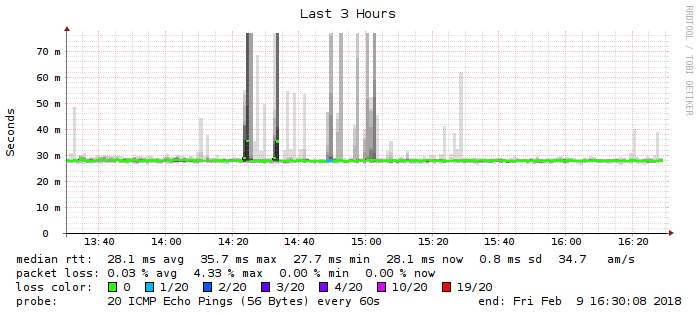 Last 3 Hours
RRDTOOL / TOBI OETIKER
Seconds
70 m
60 m
50 m
40 m
30 m
20 m
10 m
0
13:40 14:00 14:20 14:40 15:00 15:20 15:40 16:00 16:20
median rtt: 28.1 ms avg 35.7 ms max 27.7 ms min 28.1 ms now 0.8 ms sd 34.7 am/s
packet loss: 0.03 % avg 4.33 % max 0.00 % min 0.00 % now
loss color: 0 1/20 2/20 3/20 4/20 10/20 19/20
probe: 20 ICMP Echo Pings (56 Bytes) every 60s end: Fri Feb 9 16:30:08 2018